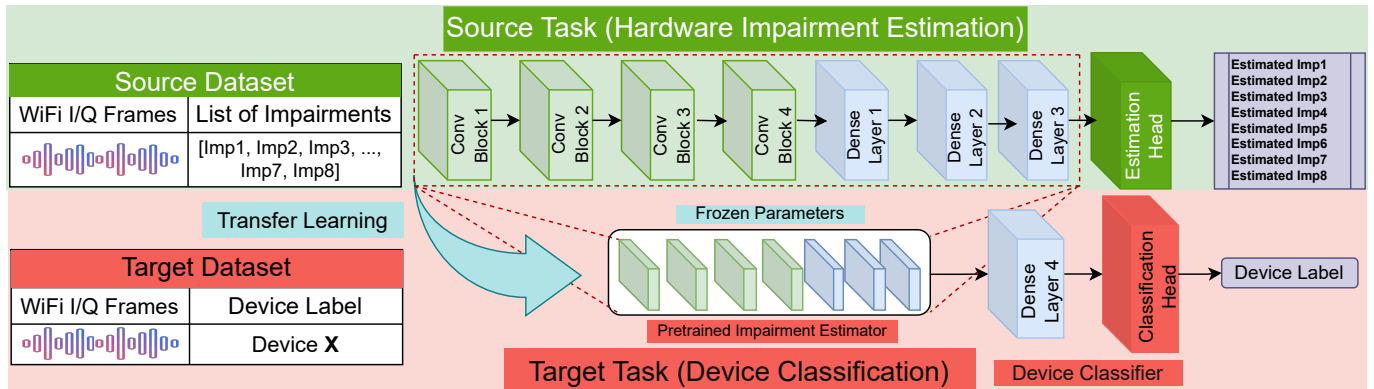 Source Task (Hardware Impairment Estimation)
Source Dataset
WiFi I/Q Frames
List of Impairments
[Imp1, Imp2, Imp3, ...,
Imp7, Imp8]
Conv
Block 1
Conv
Block 2
Conv
Block 3
Conv
Block 4
Dense
Layer 1
Dense
Layer 2
Dense
Layer 3
Estimation
Head
Estimated Imp1
Estimated Imp2
Estimated Imp3
Estimated Imp4
Estimated Imp5
Estimated Imp6
Estimated Imp7
Estimated Imp8
Transfer Learning
Frozen Parameters
Target Dataset
WiFi I/Q Frames
Device Label
Device X
Pretrained Impairment Estimator
Dense
Layer 4
Classification
Head
Device Label
Target Task (Device Classification)
Device Classifier